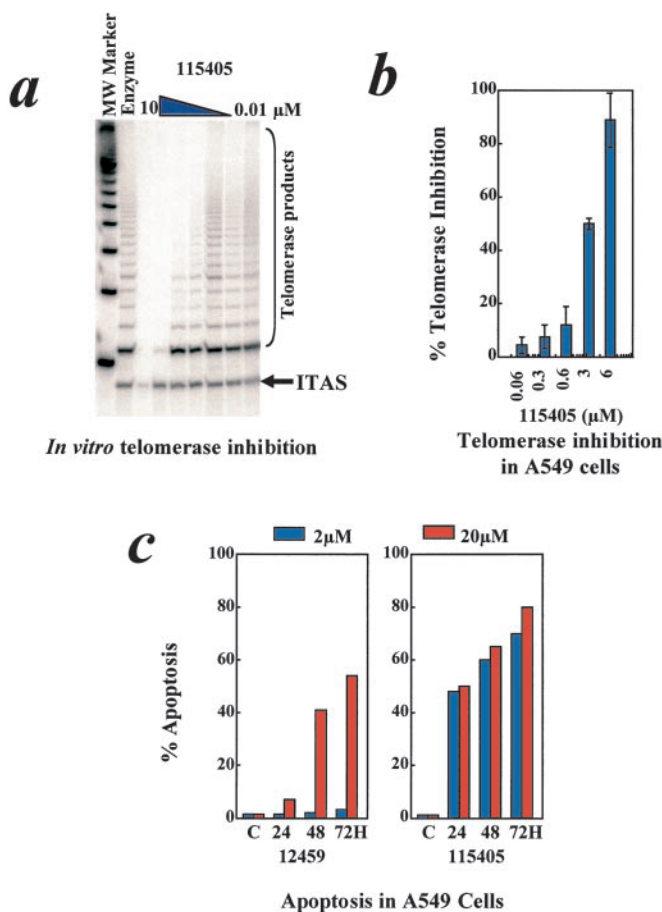 a
MW Marker
Enzyme
115405
10
0.01 μM
Telomerase products
ITAS
In vitro telomerase inhibition
b
% Telomerase Inhibition
100
80
60
40
20
0
0.06
0.3
0.6
3
6
115405 (μM)
Telomerase inhibition
in A549 cells
c
2μM
20μM
% Apoptosis
100
80
60
40
20
0
C 24 48 72H
12459
100
80
60
40
20
0
C 24 48 72H
115405
Apoptosis in A549 Cells